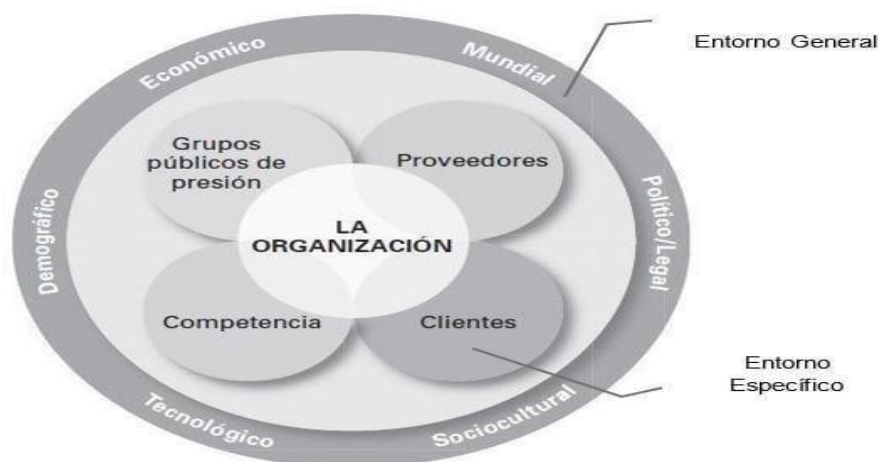 Económico
Mundial
Entorno General
Grupos
públicos de
presión
Proveedores
Demográfico
LA
ORGANIZACIÓN
Político/Legal
Competencia
Clientes
Entorno
Específico
Tecnológico
Sociocultural